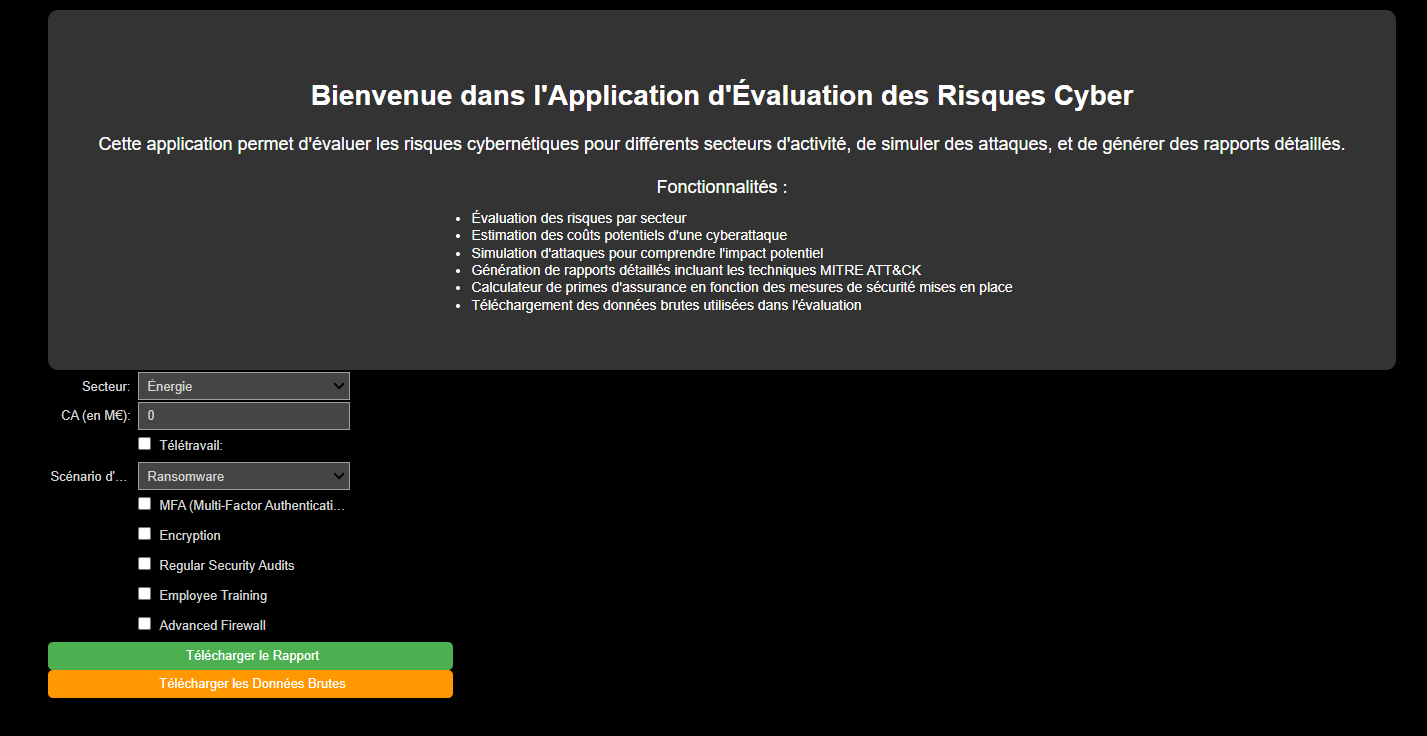 Bienvenue dans l'Application d'Évaluation des Risques Cyber
Cette application permet d'évaluer les risques cybernétiques pour différents secteurs d'activité, de simuler des attaques, et de générer des rapports détaillés.
Fonctionnalités :
• Évaluation des risques par secteur
• Estimation des coûts potentiels d'une cyberattaque
• Simulation d'attaques pour comprendre l'impact potentiel
• Génération de rapports détaillés incluant les techniques MITRE ATT&CK
• Calculateur de primes d'assurance en fonction des mesures de sécurité mises en place
• Téléchargement des données brutes utilisées dans l'évaluation
Secteur: Énergie
CA (en M€): 0
Télétravail:
Scénario d'… Ransomware
MFA (Multi-Factor Authenticati…
Encryption
Regular Security Audits
Employee Training
Advanced Firewall
Télécharger le Rapport
Télécharger les Données Brutes